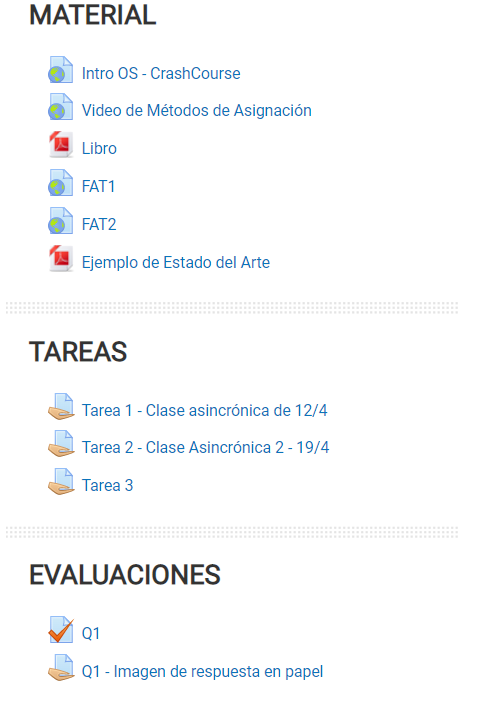 MATERIAL
Intro OS - CrashCourse
Video de Métodos de Asignación
Libro
FAT1
FAT2
Ejemplo de Estado del Arte
TAREAS
Tarea 1 - Clase asincrónica de 12/4
Tarea 2 - Clase Asincrónica 2 - 19/4
Tarea 3
EVALUACIONES
Q1
Q1 - Imagen de respuesta en papel